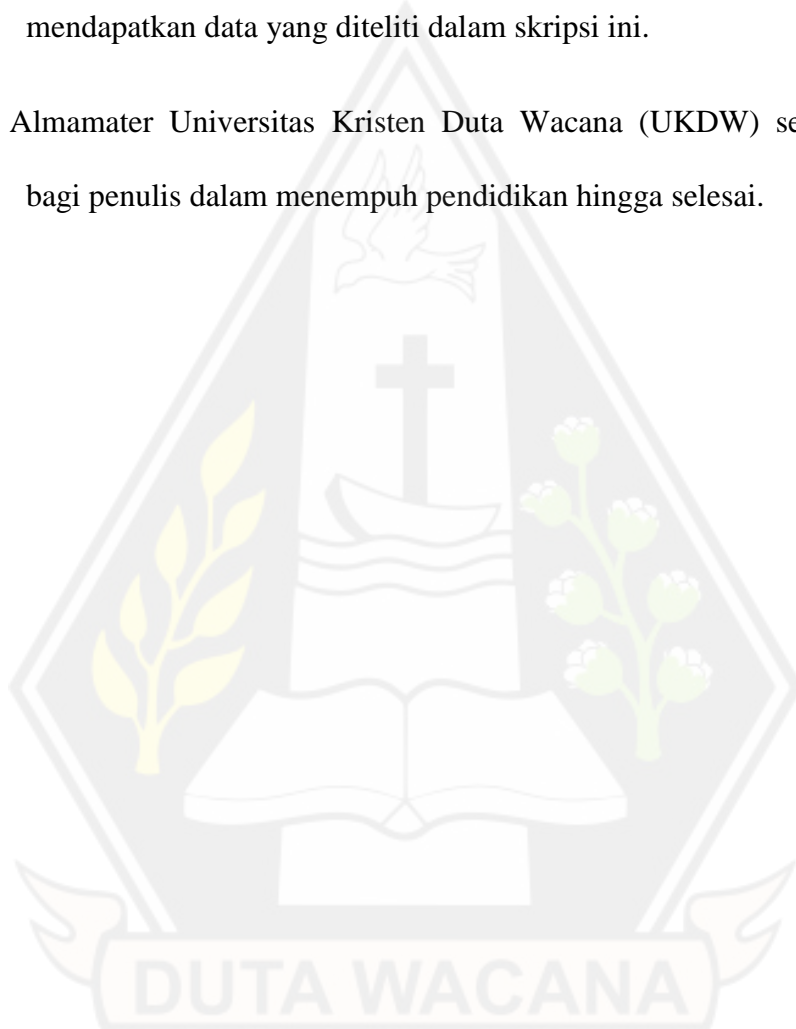 mendapatkan data yang diteliti dalam skripsi ini.
Almamater Universitas Kristen Duta Wacana (UKDW) se
bagi penulis dalam menempuh pendidikan hingga selesai.
DUTA WACANA